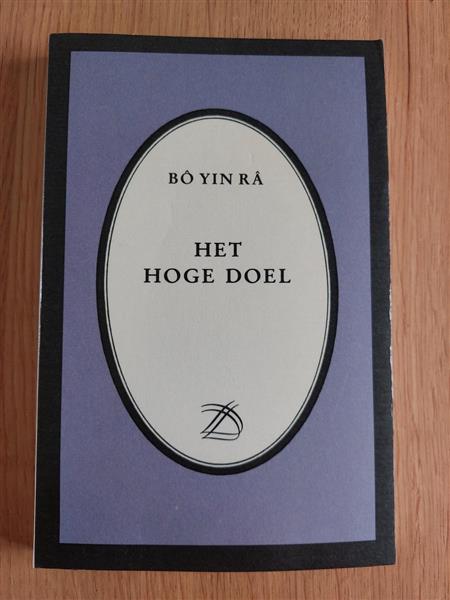 BÔ YIN RÂ
HET
HOGE DOEL